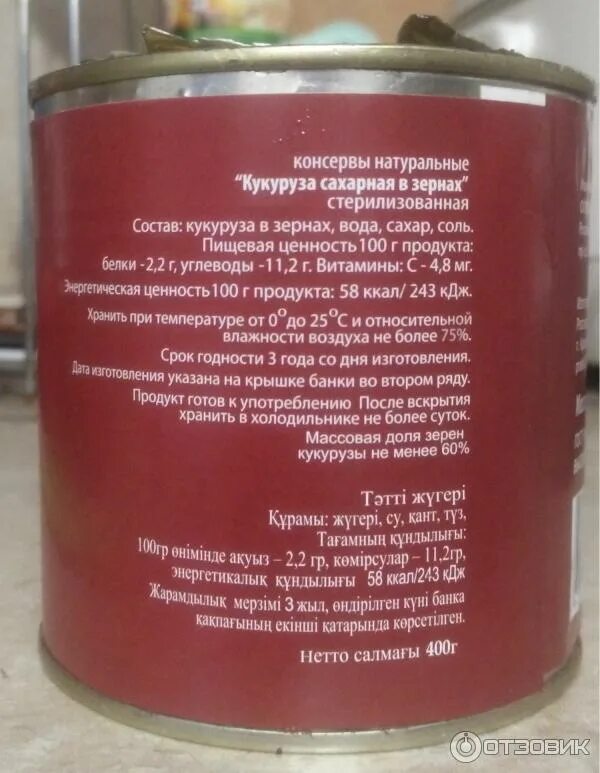 консервы натуральные
“Кукуруза сахарная в зернах”
стерилизованная
Состав: кукуруза в зернах, вода, сахар, соль.
Пищевая ценность 100 г продукта:
белки -2,2 г, углеводы -11,2 г. Витамины: С - 4,8 мг.
Энергетическая ценность 100 г продукта: 58 ккал/ 243 кДж.
Хранить при температуре от 0° до 25°С и относительной
влажности воздуха не более 75%.
Срок годности 3 года со дня изготовления.
Дата изготовления указана на крышке банки во втором ряду.
Продукт готов к употреблению После вскрытия
хранить в холодильнике не более суток.
Массовая доля зерен
кукурузы не менее 60%
Тәтті жүгері
Құрамы: жүгері, су, қант, тұз,
Тағамның құндылығы:
100гр өнімінде ақуыз – 2,2 гр, көмірсулар – 11,2гр,
энергетикалық құндылығы 58 ккал/243 кДж
Жарамдылық мерзімі 3 жыл, өндірілген күні банка
қақпағының екінші қатарында көрсетілген.
Нетто салмағы 400г
ОТЗОВИК